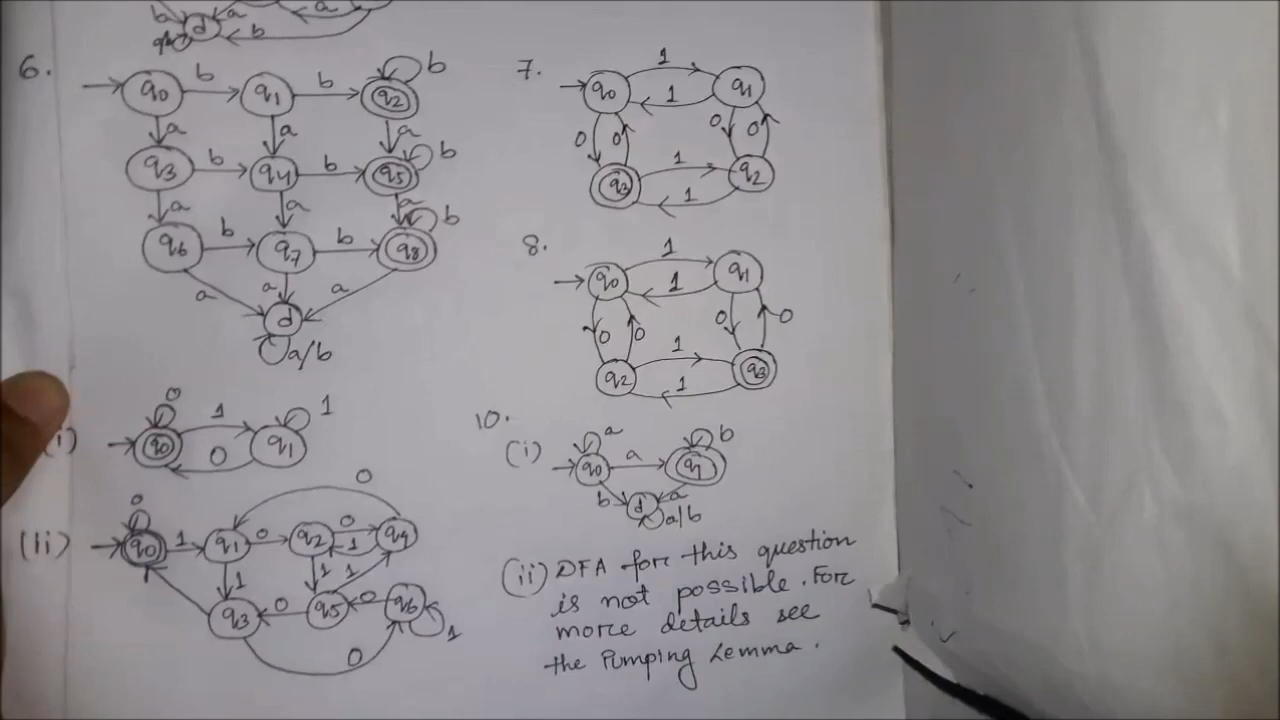 b a a
d
b
6.
b b b
q0 q1 q2
a a a
b b b
q3 q4 q5
a a a b
b b
q6 q7 q8
a a a
d
a/b
7.
1
q0 q1
1
0 0 0 0
1
q3 q2
1
8.
1
q0 q1
1
0 0 0 0
1
q2 q3
1
(i)
0 1 1
q0 q1
0
(ii)
0 0
q0 1 q1 0 q2 0 q4
1
1 1 1
q3 0 q5 0 q6
0 1
10.
(i)
a b
q0 a q1
b a
d
a/b
(ii) DFA for this question
is not possible. For
more details see
the Pumping Lemma.